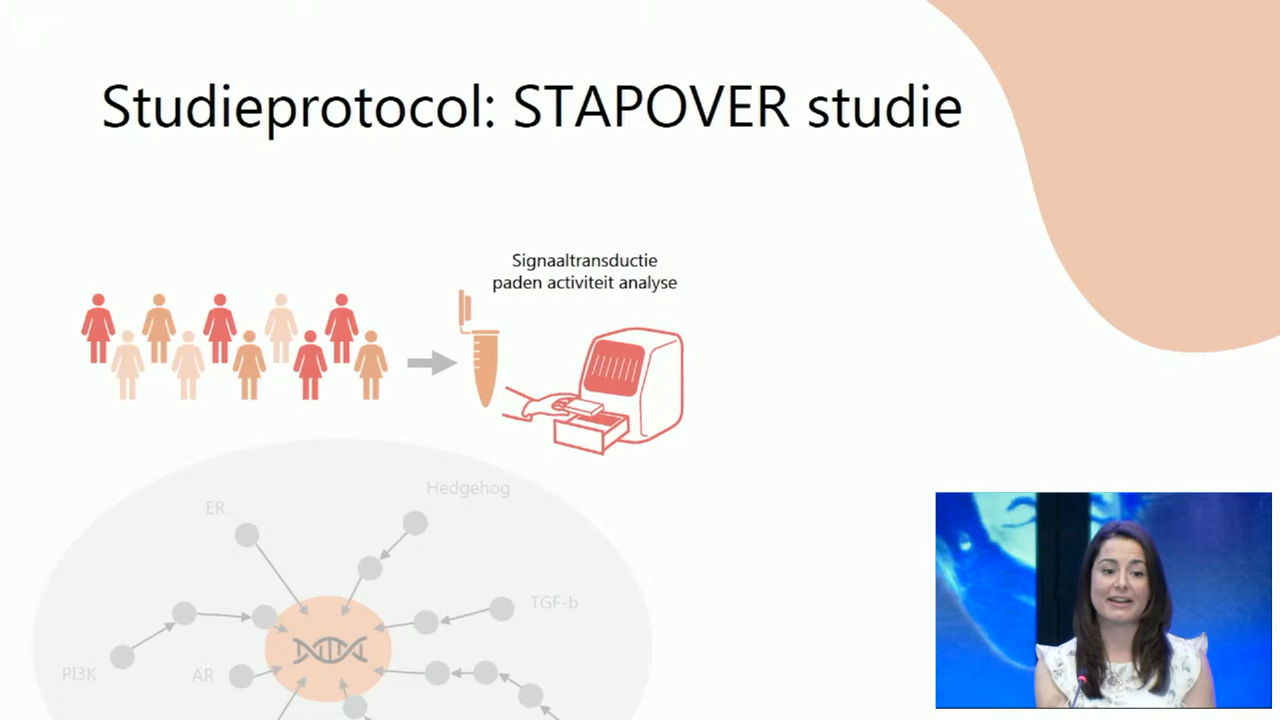 Studieprotocol: STAPOVER studie
Signaaltransductie
paden activiteit analyse
Hedgehog
ER
TGF-b
PI3K
AR